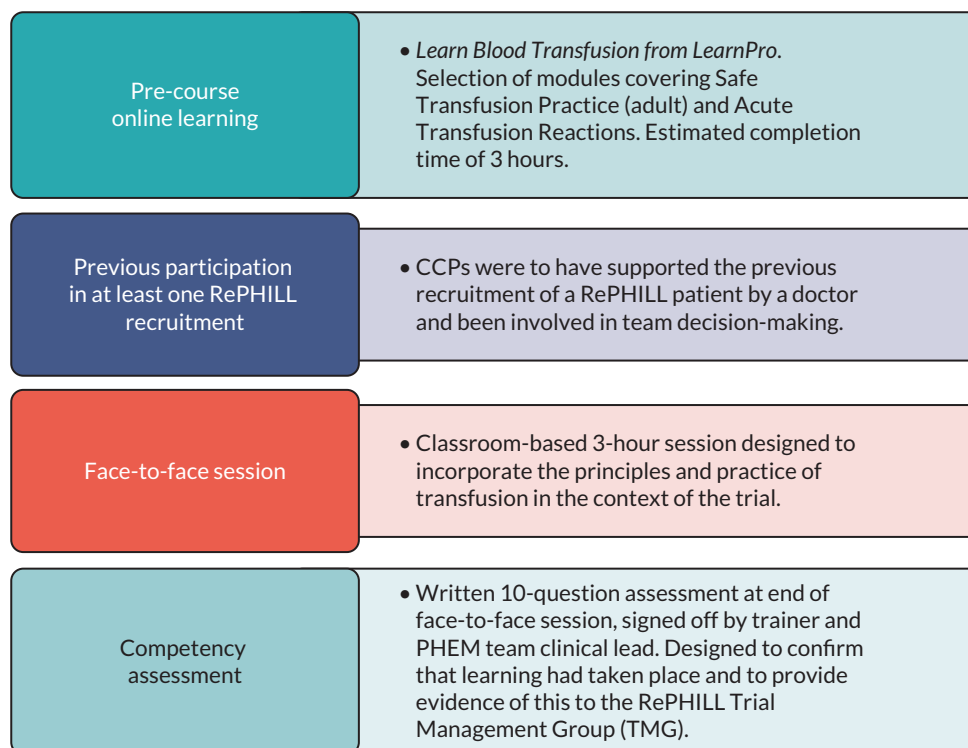 Pre-course
online learning
• Learn Blood Transfusion from LearnPro.
Selection of modules covering Safe
Transfusion Practice (adult) and Acute
Transfusion Reactions. Estimated completion
time of 3 hours.
Previous participation
in at least one RePHILL
recruitment
• CCPs were to have supported the previous
recruitment of a RePHILL patient by a doctor
and been involved in team decision-making.
Face-to-face session
• Classroom-based 3-hour session designed to
incorporate the principles and practice of
transfusion in the context of the trial.
Competency
assessment
• Written 10-question assessment at end of
face-to-face session, signed off by trainer and
PHEM team clinical lead. Designed to confirm
that learning had taken place and to provide
evidence of this to the RePHILL Trial
Management Group (TMG).